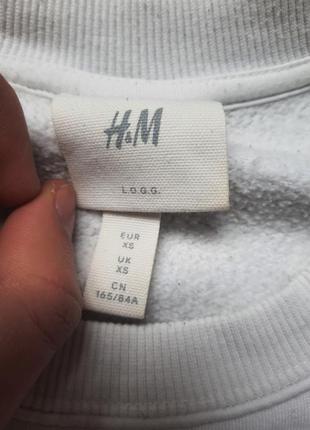 H&M
L.O.G.G.
EUR
XS
UK
XS
CN
165/84A